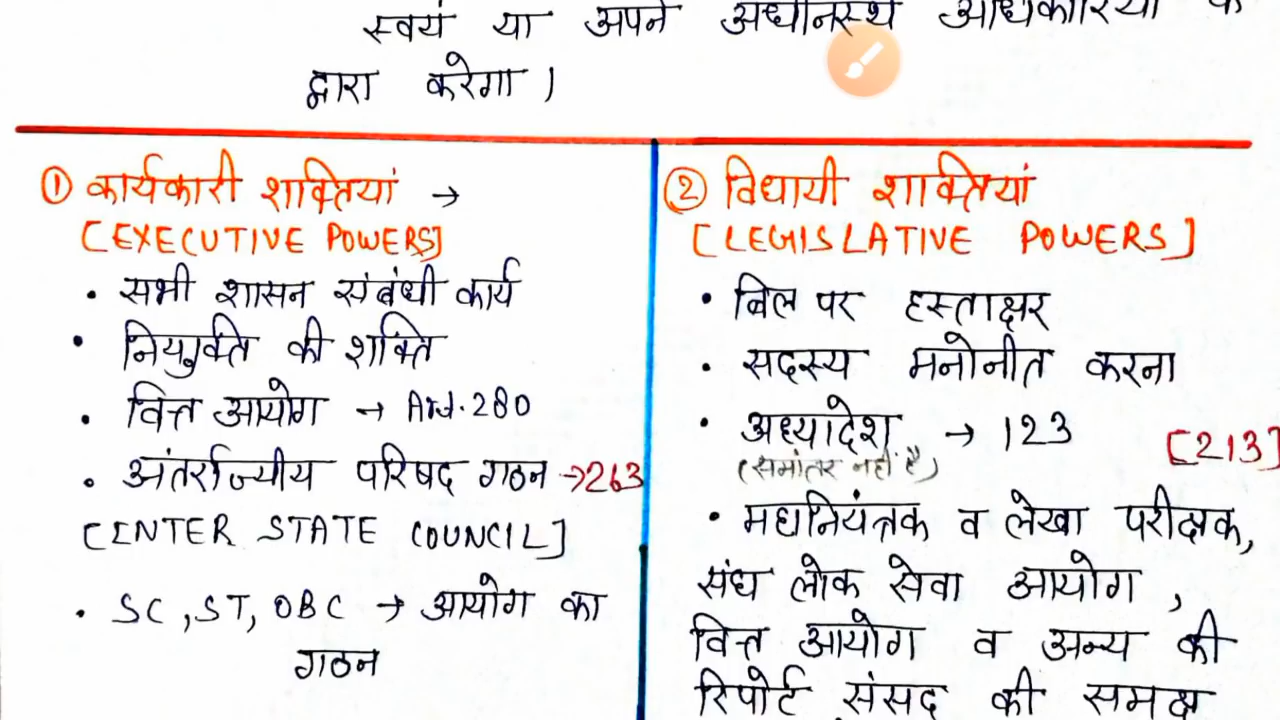 स्वयं या अपने अधीनस्थ अधिकारियों के
द्वारा करेगा।
① कार्यकारी शक्तियां →
[EXECUTIVE POWERS]
• सभी शासन संबंधी कार्य
• नियुक्ति की शक्ति
• वित्त आयोग → Art.280
• अंतर्राज्यीय परिषद गठन →263
[ENTER STATE COUNCIL]
• SC, ST, OBC → आयोग का
गठन
② विधायी शक्तियां
[LEGISLATIVE POWERS]
• बिल पर हस्ताक्षर
• सदस्य मनोनीत करना
• अध्यादेश → 123 [213]
(समांतर नहीं है)
• महानियंत्रक व लेखा परीक्षक,
संघ लोक सेवा आयोग,
वित्त आयोग व अन्य की
रिपोर्ट संसद की समक्ष